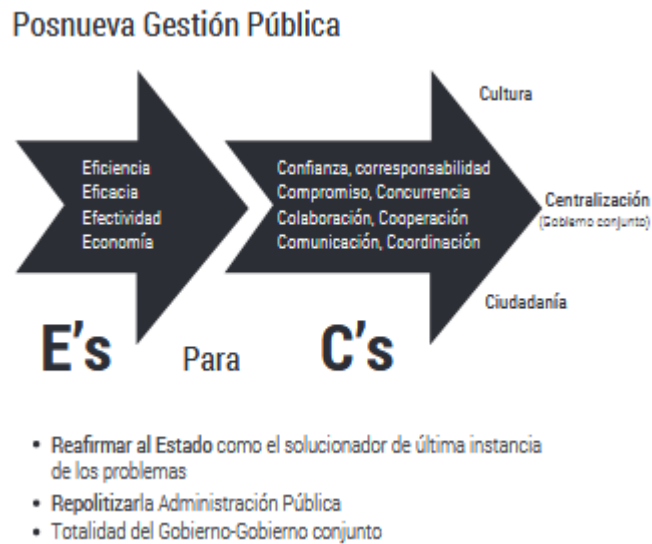 Posnueva Gestión Pública
Cultura
Eficiencia
Eficacia
Efectividad
Economía
Confianza, corresponsabilidad
Compromiso, Concurrencia
Colaboración, Cooperación
Comunicación, Coordinación
Centralización
(Gobierno conjunto)
Ciudadanía
E's Para C's
• Reafirmar al Estado como el solucionador de última instancia
de los problemas
• Repolitizarla Administración Pública
• Totalidad del Gobierno-Gobierno conjunto